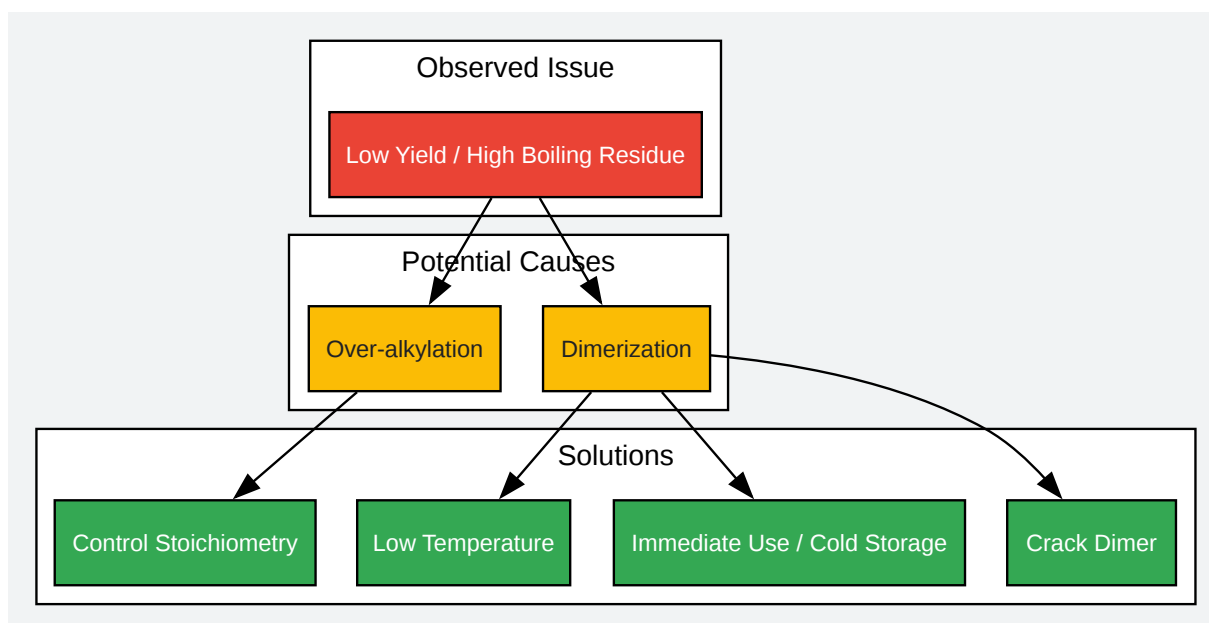 Observed Issue
Low Yield / High Boiling Residue
Potential Causes
Over-alkylation
Dimerization
Solutions
Control Stoichiometry
Low Temperature
Immediate Use / Cold Storage
Crack Dimer